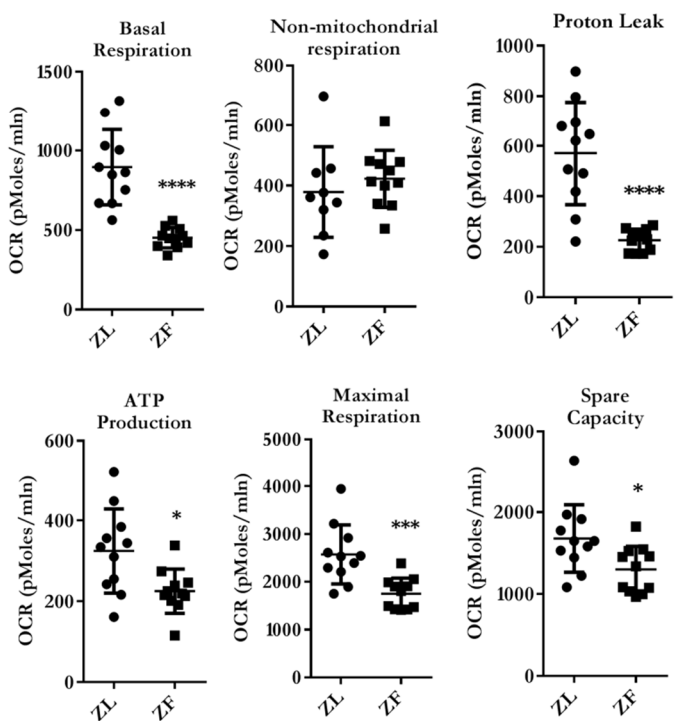 Basal
Respiration
OCR (pMoles/mln)
1500
1000
500
0
****
ZL
ZF
Non-mitochondrial
respiration
OCR (pMoles/mln)
800
600
400
200
0
ZL
ZF
Proton Leak
OCR (pMoles/mln)
1000
800
600
400
200
0
****
ZL
ZF
ATP
Production
OCR (pMoles/mln)
600
400
200
0
*
ZL
ZF
Maximal
Respiration
OCR (pMoles/mln)
5000
4000
3000
2000
1000
0
***
ZL
ZF
Spare
Capacity
OCR (pMoles/mln)
3000
2000
1000
0
*
ZL
ZF